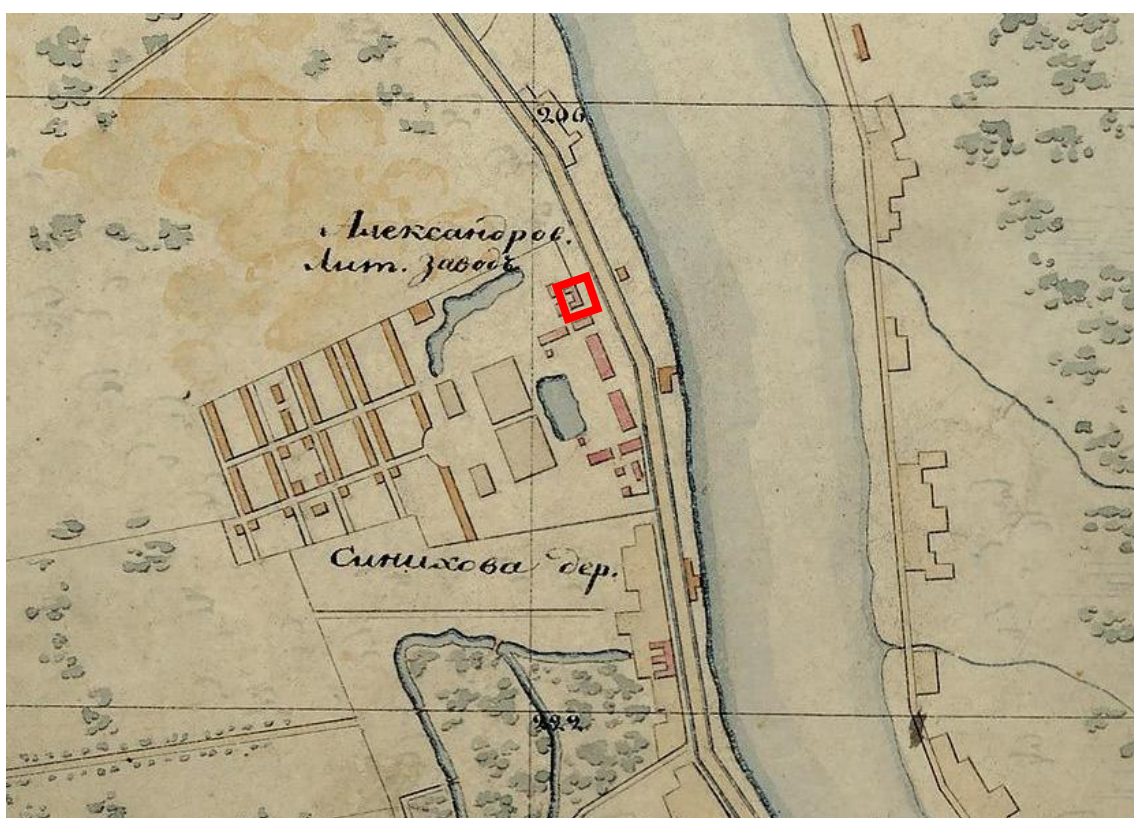 206
Александров.
Лит. заводъ
Синихова дер.
222.